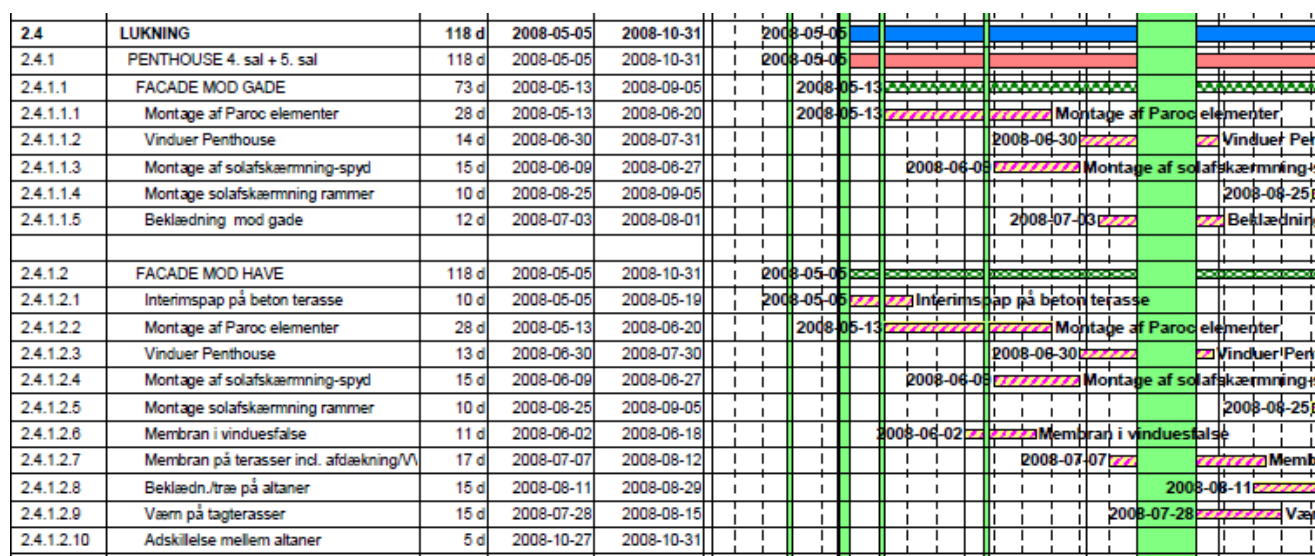 2.4 LUKNING 118 d 2008-05-05 2008-10-31 2008-05-05
2.4.1 PENTHOUSE 4. sal + 5. sal 118 d 2008-05-05 2008-10-31 2008-05-05
2.4.1.1 FACADE MOD GADE 73 d 2008-05-13 2008-09-05 2008-05-13
2.4.1.1.1 Montage af Paroc elementer 28 d 2008-05-13 2008-06-20 2008-05-13 Montage af Paroc elementer
2.4.1.1.2 Vinduer Penthouse 14 d 2008-06-30 2008-07-31 2008-06-30 Vinduer Pen
2.4.1.1.3 Montage af solafskærmning-spyd 15 d 2008-06-09 2008-06-27 2008-06-09 Montage af solafskærmning-s
2.4.1.1.4 Montage solafskærmning rammer 10 d 2008-08-25 2008-09-05 2008-08-25
2.4.1.1.5 Beklædning mod gade 12 d 2008-07-03 2008-08-01 2008-07-03 Beklædning
2.4.1.2 FACADE MOD HAVE 118 d 2008-05-05 2008-10-31 2008-05-05
2.4.1.2.1 Interimspap på beton terasse 10 d 2008-05-05 2008-05-19 2008-05-05 Interimspap på beton terasse
2.4.1.2.2 Montage af Paroc elementer 28 d 2008-05-13 2008-06-20 2008-05-13 Montage af Paroc elementer
2.4.1.2.3 Vinduer Penthouse 13 d 2008-06-30 2008-07-30 2008-06-30 Vinduer Pen
2.4.1.2.4 Montage af solafskærmning-spyd 15 d 2008-06-09 2008-06-27 2008-06-09 Montage af solafskærmning-s
2.4.1.2.5 Montage solafskærmning rammer 10 d 2008-08-25 2008-09-05 2008-08-25
2.4.1.2.6 Membran i vinduesfalse 11 d 2008-06-02 2008-06-18 2008-06-02 Membran i vinduesfalse
2.4.1.2.7 Membran på terasser incl. afdækning/ 17 d 2008-07-07 2008-08-12 2008-07-07 Memb
2.4.1.2.8 Beklædn./træ på altaner 15 d 2008-08-11 2008-08-29 2008-08-11
2.4.1.2.9 Værn på tagterasser 15 d 2008-07-28 2008-08-15 2008-07-28 Vær
2.4.1.2.10 Adskillelse mellem altaner 5 d 2008-10-27 2008-10-31